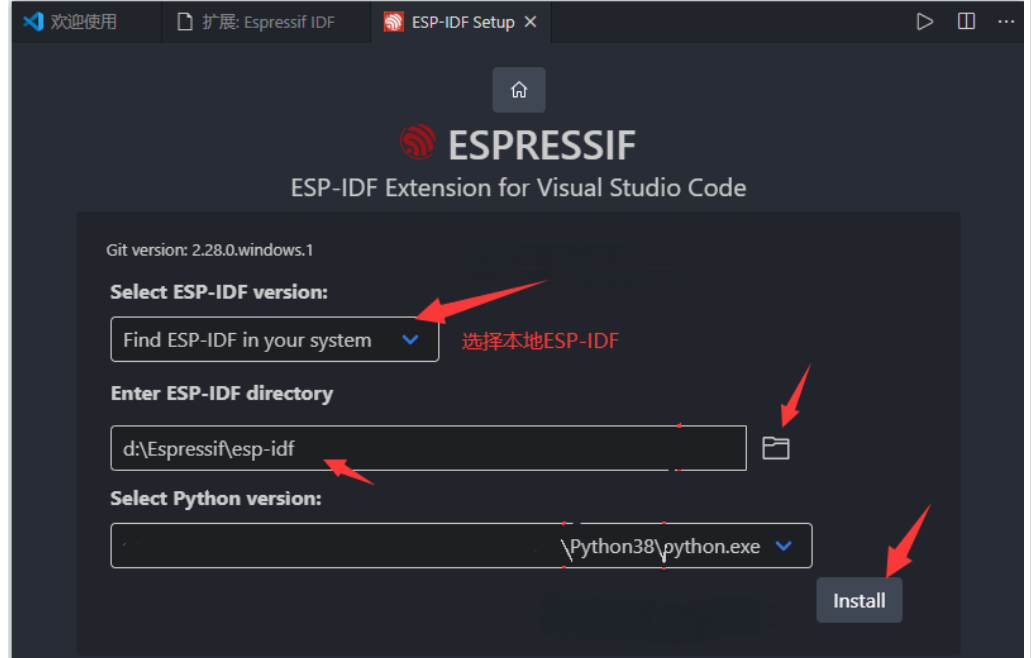 欢迎使用 扩展: Espressif IDF ESP-IDF Setup
ESPRESSIF
ESP-IDF Extension for Visual Studio Code
Git version: 2.28.0.windows.1
Select ESP-IDF version:
Find ESP-IDF in your system 选择本地ESP-IDF
Enter ESP-IDF directory
d:\Espressif\esp-idf
Select Python version:
\Python38\python.exe
Install